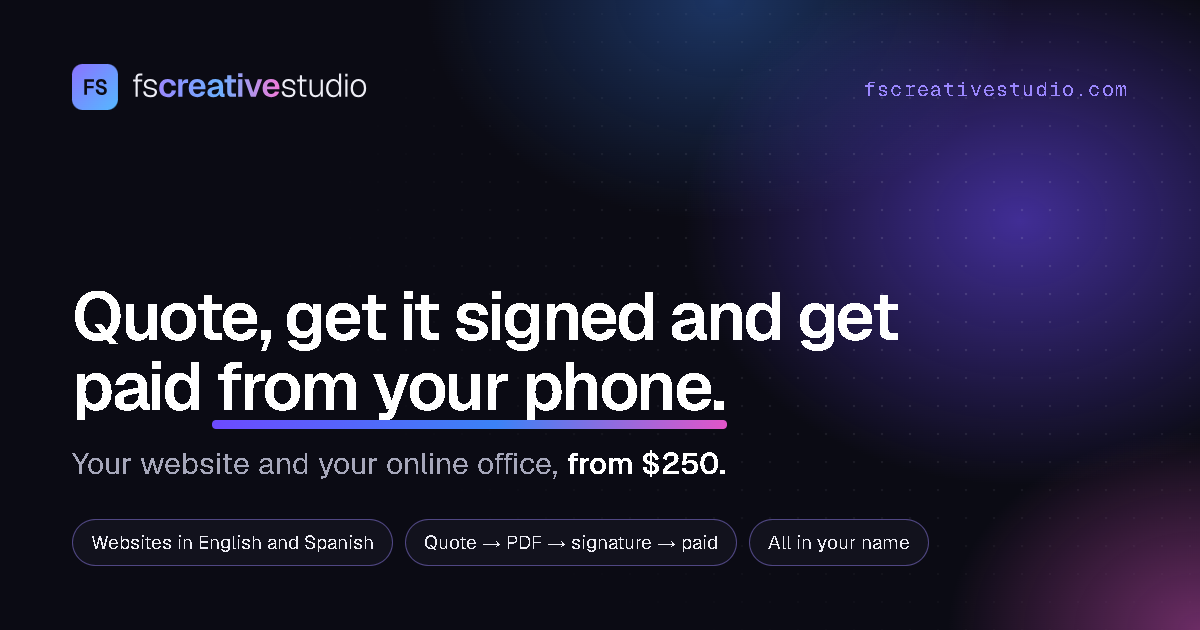 FS fscreativestudio
fscreativestudio.com
Quote, get it signed and get
paid from your phone.
Your website and your online office, from $250.
Websites in English and Spanish
Quote → PDF → signature → paid
All in your name